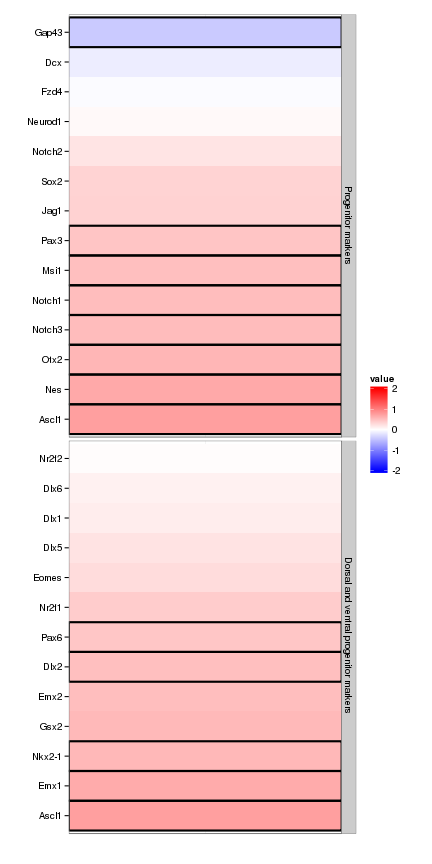 Gap43
Dcx
Fzd4
Neurod1
Notch2
Sox2
Jag1
Pax3
Msi1
Notch1
Notch3
Otx2
Nes
Ascl1
Progenitor markers
value
2
1
0
-1
-2
Nr2f2
Dlx6
Dlx1
Dlx5
Eomes
Nr2f1
Pax6
Dlx2
Emx2
Gsx2
Nkx2-1
Emx1
Ascl1
Dorsal and ventral progenitor markers